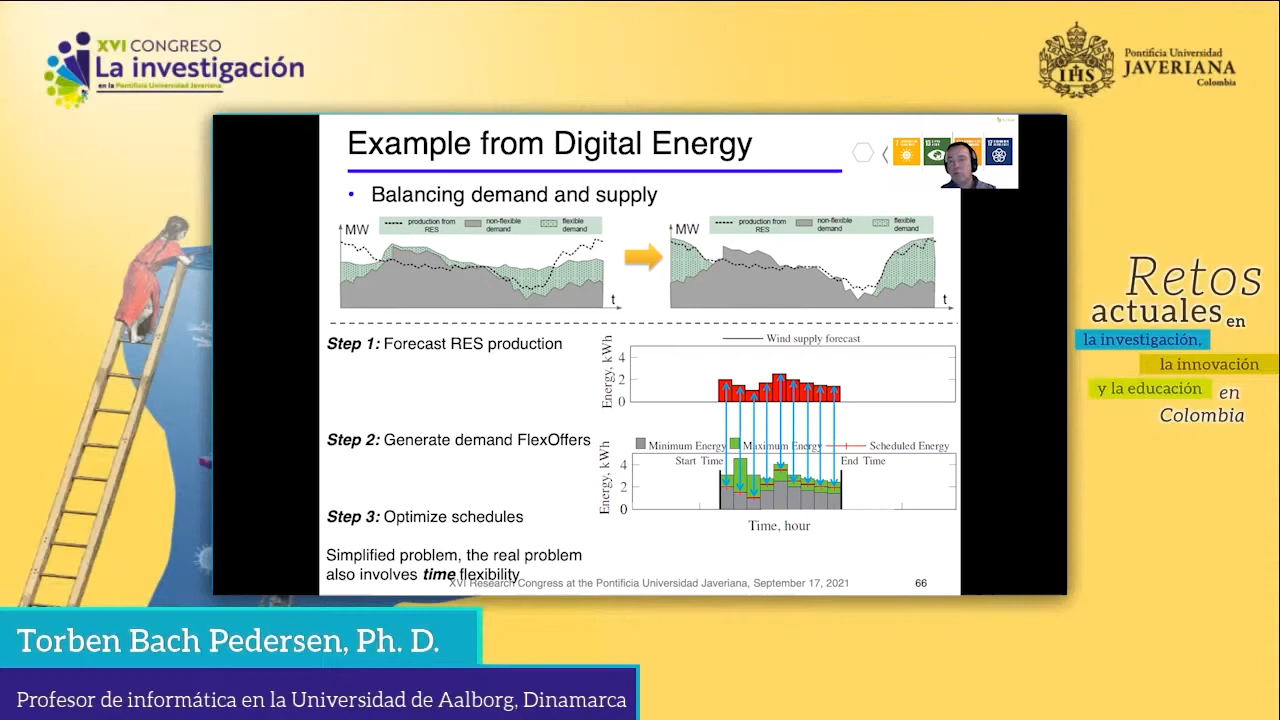 XVI CONGRESO
La investigación
en la Pontificia Universidad Javeriana
Pontificia Universidad
JAVERIANA
Colombia
IHS
Example from Digital Energy
• Balancing demand and supply
MW
production from RES
non-flexible demand
flexible demand
t
MW
production from RES
non-flexible demand
flexible demand
t
Step 1: Forecast RES production
Wind supply forecast
Energy, kWh
4
2
0
Step 2: Generate demand FlexOffers
Minimum Energy
Maximum Energy
Scheduled Energy
Start Time
End Time
Energy, kWh
4
2
0
Time, hour
Step 3: Optimize schedules
Simplified problem, the real problem
also involves time flexibility
XVI Research Congress at the Pontificia Universidad Javeriana, September 17, 2021
66
Retos
actuales en
la investigación,
la innovación
y la educación en
Colombia
Torben Bach Pedersen, Ph. D.
Profesor de informática en la Universidad de Aalborg, Dinamarca